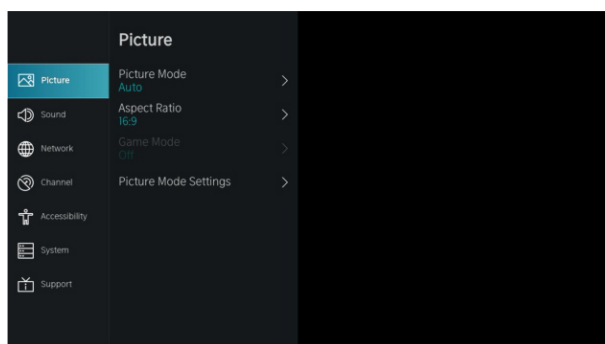 Picture
Picture
Picture Mode
Auto
Sound
Aspect Ratio
16:9
Network
Game Mode
Off
Channel
Picture Mode Settings
Accessibility
System
Support